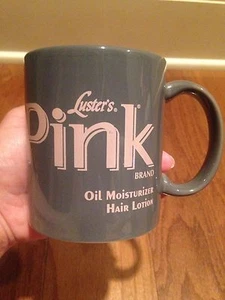 Luster's®
Pink®
BRAND
Oil Moisturizer
Hair Lotion